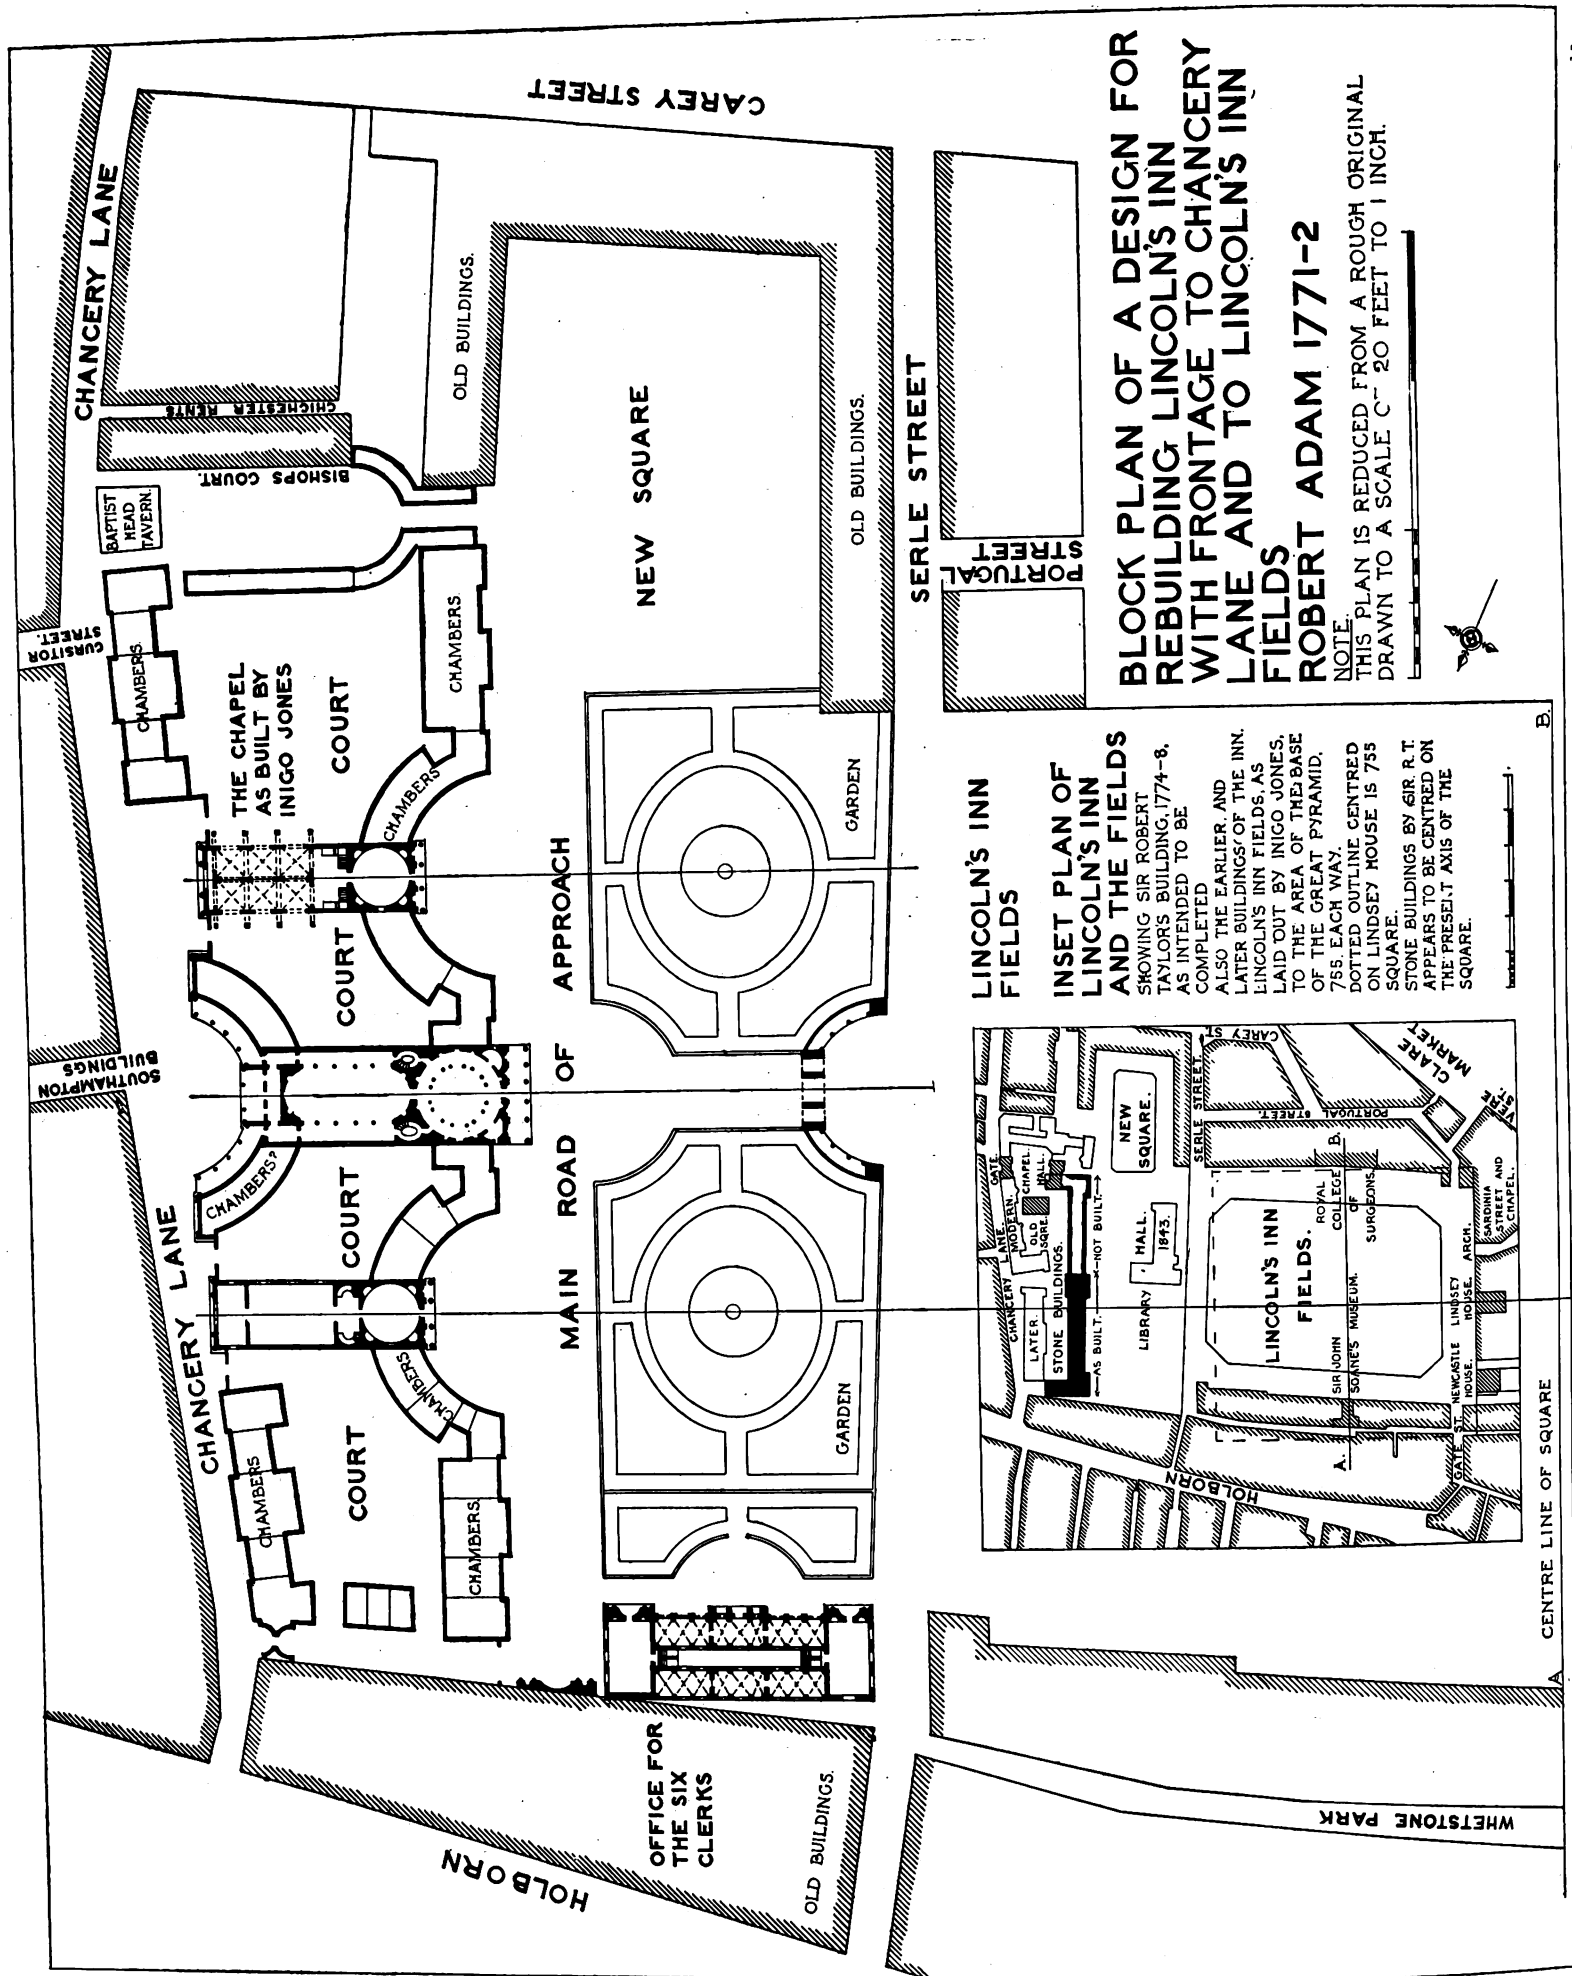 BLOCK PLAN OF A DESIGN FOR
REBUILDING LINCOLN'S INN
WITH FRONTAGE TO CHANCERY
LANE AND TO LINCOLN'S INN
FIELDS
ROBERT ADAM 1771-2
NOTE.
THIS PLAN IS REDUCED FROM A ROUGH ORIGINAL
DRAWN TO A SCALE OF 20 FEET TO 1 INCH.
CHANCERY LANE
CAREY STREET
CHICHESTER RENTS
BISHOPS COURT.
BAPTIST
HEAD
TAVERN.
CURSITOR
STREET.
OLD BUILDINGS.
NEW SQUARE
OLD BUILDINGS.
SERLE STREET
PORTUGAL
STREET
CHAMBERS.
CHAMBERS.
THE CHAPEL
AS BUILT BY
INIGO JONES
COURT
CHAMBERS
COURT
SOUTHAMPTON
BUILDINGS
CHAMBERS?
COURT
CHANCERY LANE
CHAMBERS
CHAMBERS
CHAMBERS
COURT
CHAMBERS.
MAIN ROAD OF APPROACH
GARDEN
GARDEN
OFFICE FOR
THE SIX
CLERKS
OLD BUILDINGS.
HOLBORN
WHETSTONE PARK
LINCOLN'S INN
FIELDS
INSET PLAN OF
LINCOLN'S INN
AND THE FIELDS
SHOWING SIR ROBERT
TAYLOR'S BUILDING, 1774-8,
AS INTENDED TO BE
COMPLETED
ALSO THE EARLIER, AND
LATER BUILDINGS OF THE INN.
LINCOLN'S INN FIELDS, AS
LAID OUT BY INIGO JONES,
TO THE AREA OF THE BASE
OF THE GREAT PYRAMID,
755. EACH WAY.
DOTTED OUTLINE CENTRED
ON LINDSEY HOUSE IS 755
SQUARE.
STONE BUILDINGS BY SIR. R.T.
APPEARS TO BE CENTRED ON
THE PRESENT AXIS OF THE
SQUARE.
CHANCERY LANE.
GATE.
MODERN.
CHAPEL.
OLD
SQRE.
HALL.
LATER.
STONE BUILDINGS.
AS BUILT.
NOT BUILT.
LIBRARY
HALL.
1843.
NEW
SQUARE.
SERLE STREET.
CAREY ST.
PORTUGAL STREET.
CLARE
MARKET
VERE
ST.
LINCOLN'S INN
FIELDS.
ROYAL
COLLEGE
OF
SURGEONS.
B.
SIR JOHN
SOANE'S MUSEUM.
A.
NEWCASTLE
HOUSE.
LINDSEY
HOUSE.
ARCH.
SARDINIA
STREET AND
CHAPEL.
GATE ST.
HOLBORN
A
CENTRE LINE OF SQUARE
B.